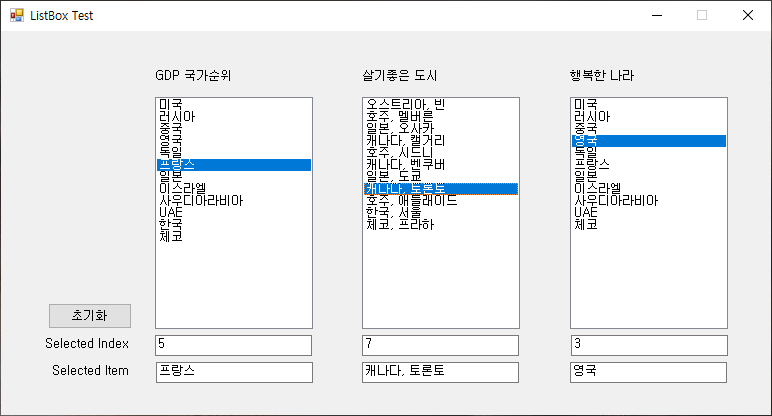 ListBox Test
GDP 국가순위
살기좋은 도시
행복한 나라
미국
러시아
중국
영국
독일
프랑스
일본
이스라엘
사우디아라비아
UAE
한국
체코
오스트리아, 빈
호주, 멜버른
일본, 오사카
캐나다, 캘거리
호주, 시드니
캐나다, 벤쿠버
일본, 도쿄
캐나다, 토론토
호주, 애들래이드
한국, 서울
체코, 프라하
미국
러시아
중국
영국
독일
프랑스
일본
이스라엘
사우디아라비아
UAE
체코
초기화
Selected Index
5
7
3
Selected Item
프랑스
캐나다, 토론토
영국